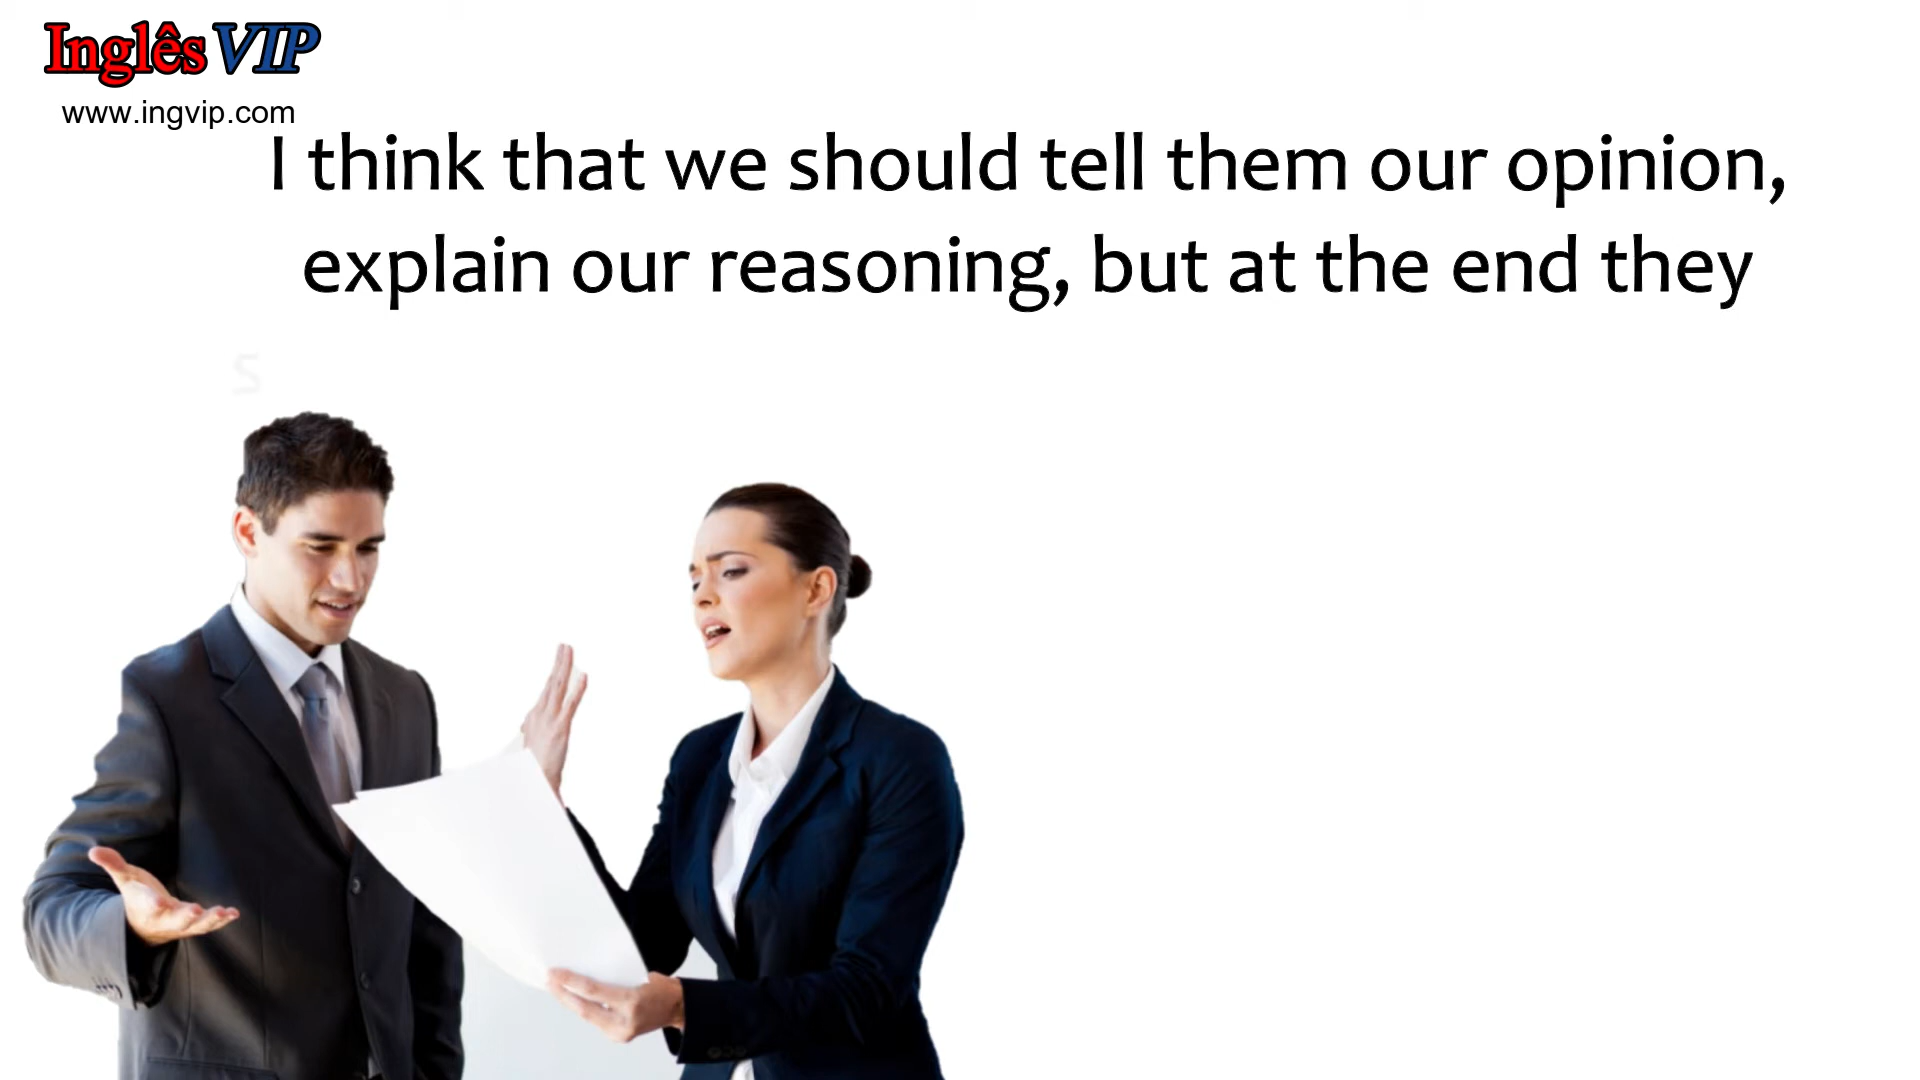 Inglês VIP
www.ingvip.com
I think that we should tell them our opinion,
explain our reasoning, but at the end they
s